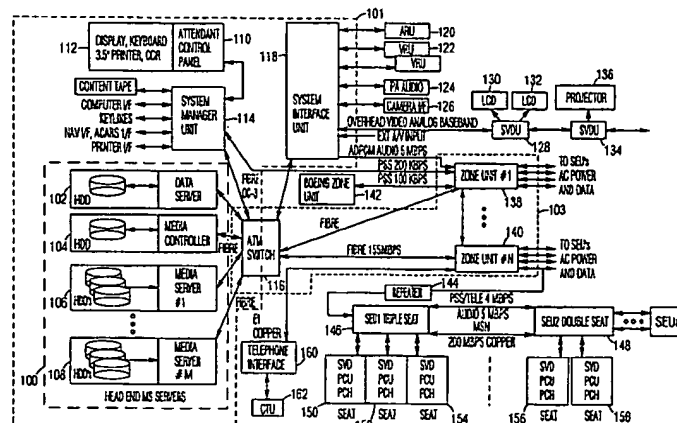 101
112
DISPLAY, KEYBOARD
3.5" PRINTER, CCR
ATTENDANT
CONTROL
PANEL
110
118
SYSTEM
INTERFACE
UNIT
ARU
120
VRU
122
VRU
PA AUDIO
124
CAMERA I/F
126
130
LCD
132
LCD
136
PROJECTOR
SVDU
128
SVDU
134
OVERHEAD VIDEO ANALOG BASEBAND
EXT A/V INPUT
ADPCM AUDIO 5 MBPS
CONTENT TAPE
COMPUTER I/F
KEYLINES
NAV I/F, ACARS I/F
PRINTER I/F
SYSTEM
MANAGER
UNIT
114
FIBRE
OC-3
PSS 200 KBPS
PSS 100 KBPS
BOEING ZONE
UNIT
142
ZONE UNIT #1
138
TO SEU's
AC POWER
AND DATA
103
102
HDD
DATA
SERVER
104
HDD
MEDIA
CONTROLLER
FIBRE
ATM
SWITCH
116
FIBRE
FIBRE 155MBPS
140
ZONE UNIT #N
TO SEU's
AC POWER
AND DATA
106
HDD'S
MEDIA
SERVER
#1
FIBRE
108
HDD's
MEDIA
SERVER
#M
100
HEAD END MS SERVERS
144
REPEATER
E1
COPPER
TELEPHONE
INTERFACE
160
CTU
162
146
SEU1 TRIPLE SEAT
PSS/TELE 4 MBPS
AUDIO 5 MBPS
MSN
200 MBPS COPPER
SEU2 DOUBLE SEAT
148
SVD
PCU
PCH
SVD
PCU
PCH
SVD
PCU
PCH
150
SEAT
SEAT
154
SEAT
SVD
PCU
PCH
SVD
PCU
PCH
156
SEAT
SEAT